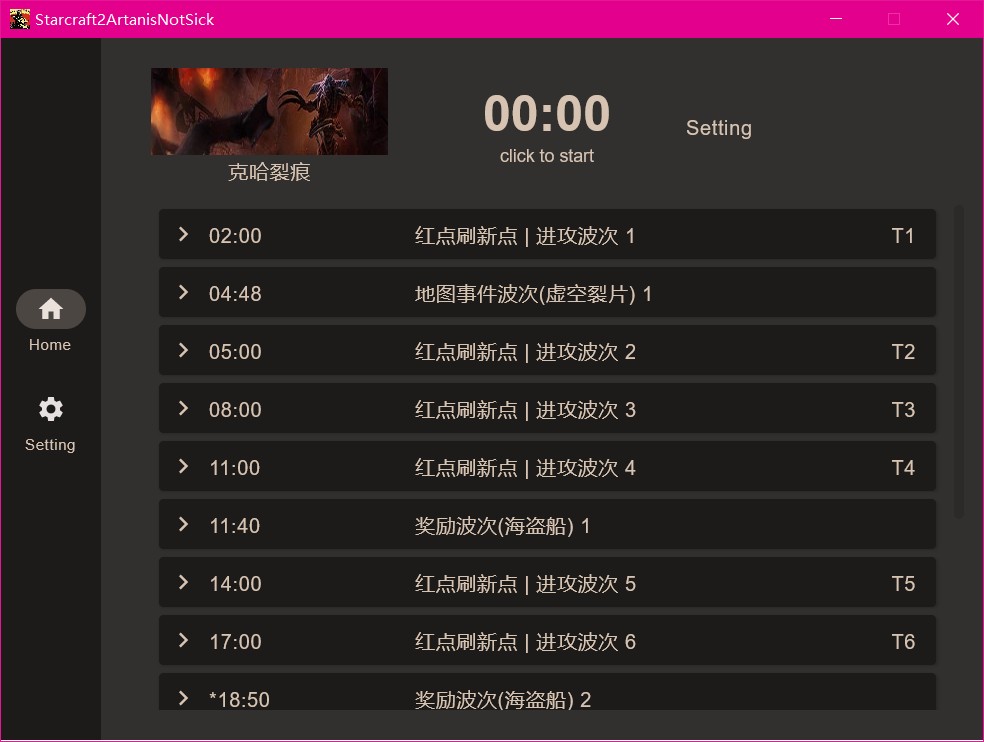 Starcraft2ArtanisNotSick
00:00
click to start
Setting
克哈裂痕
02:00 红点刷新点 | 进攻波次 1 T1
04:48 地图事件波次(虚空裂片) 1
05:00 红点刷新点 | 进攻波次 2 T2
08:00 红点刷新点 | 进攻波次 3 T3
11:00 红点刷新点 | 进攻波次 4 T4
11:40 奖励波次(海盗船) 1
14:00 红点刷新点 | 进攻波次 5 T5
17:00 红点刷新点 | 进攻波次 6 T6
*18:50 奖励波次(海盗船) 2
Home
Setting